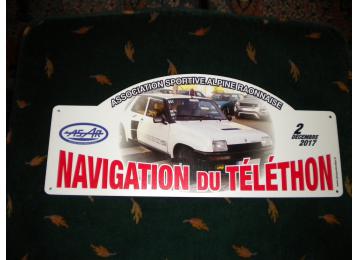 ASSOCIATION SPORTIVE ALPINE RAONNAISE
ASAR
2
DECEMBRE
2017
NAVIGATION DU TÉLÉTHON